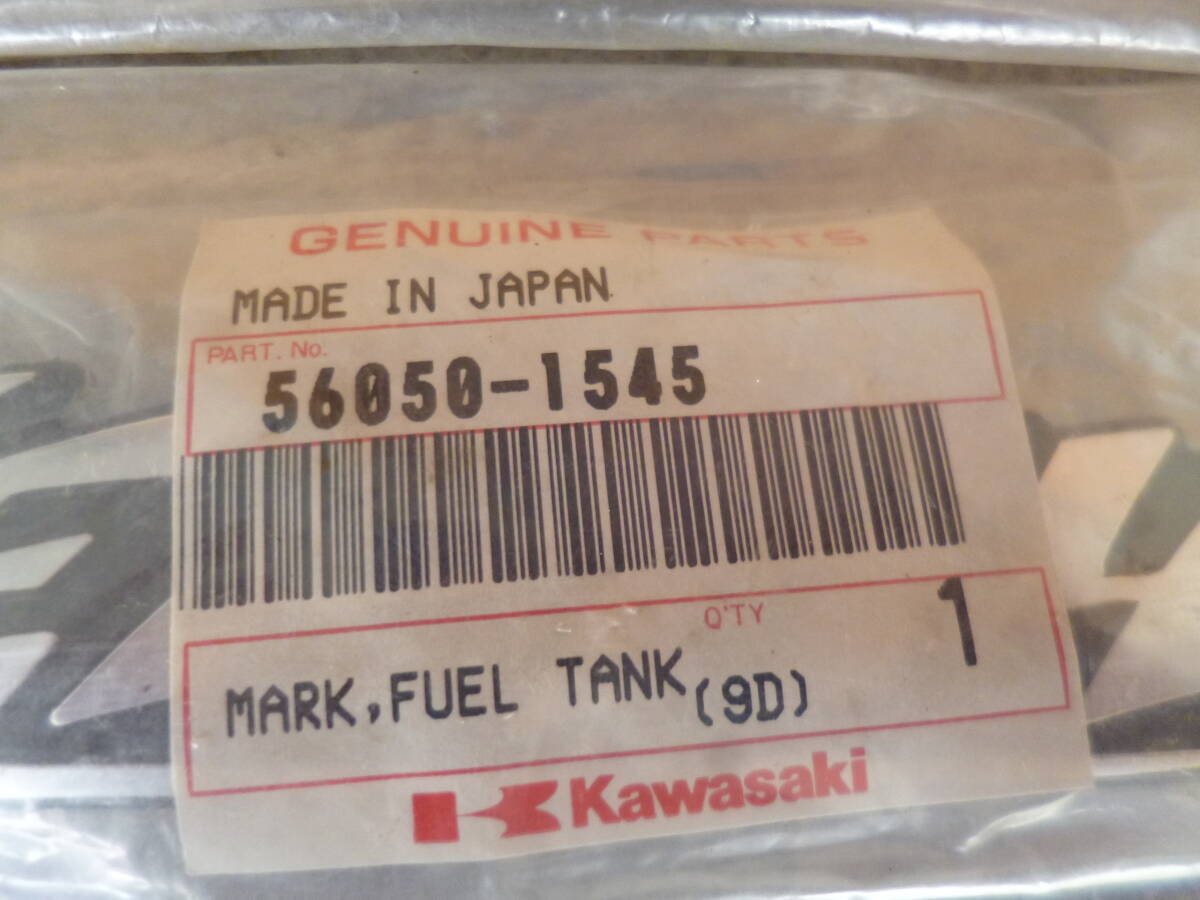 GENUINE PARTS
MADE IN JAPAN
PART. No.
56050-1545
Q'TY
1
MARK,FUEL TANK(9D)
Kawasaki